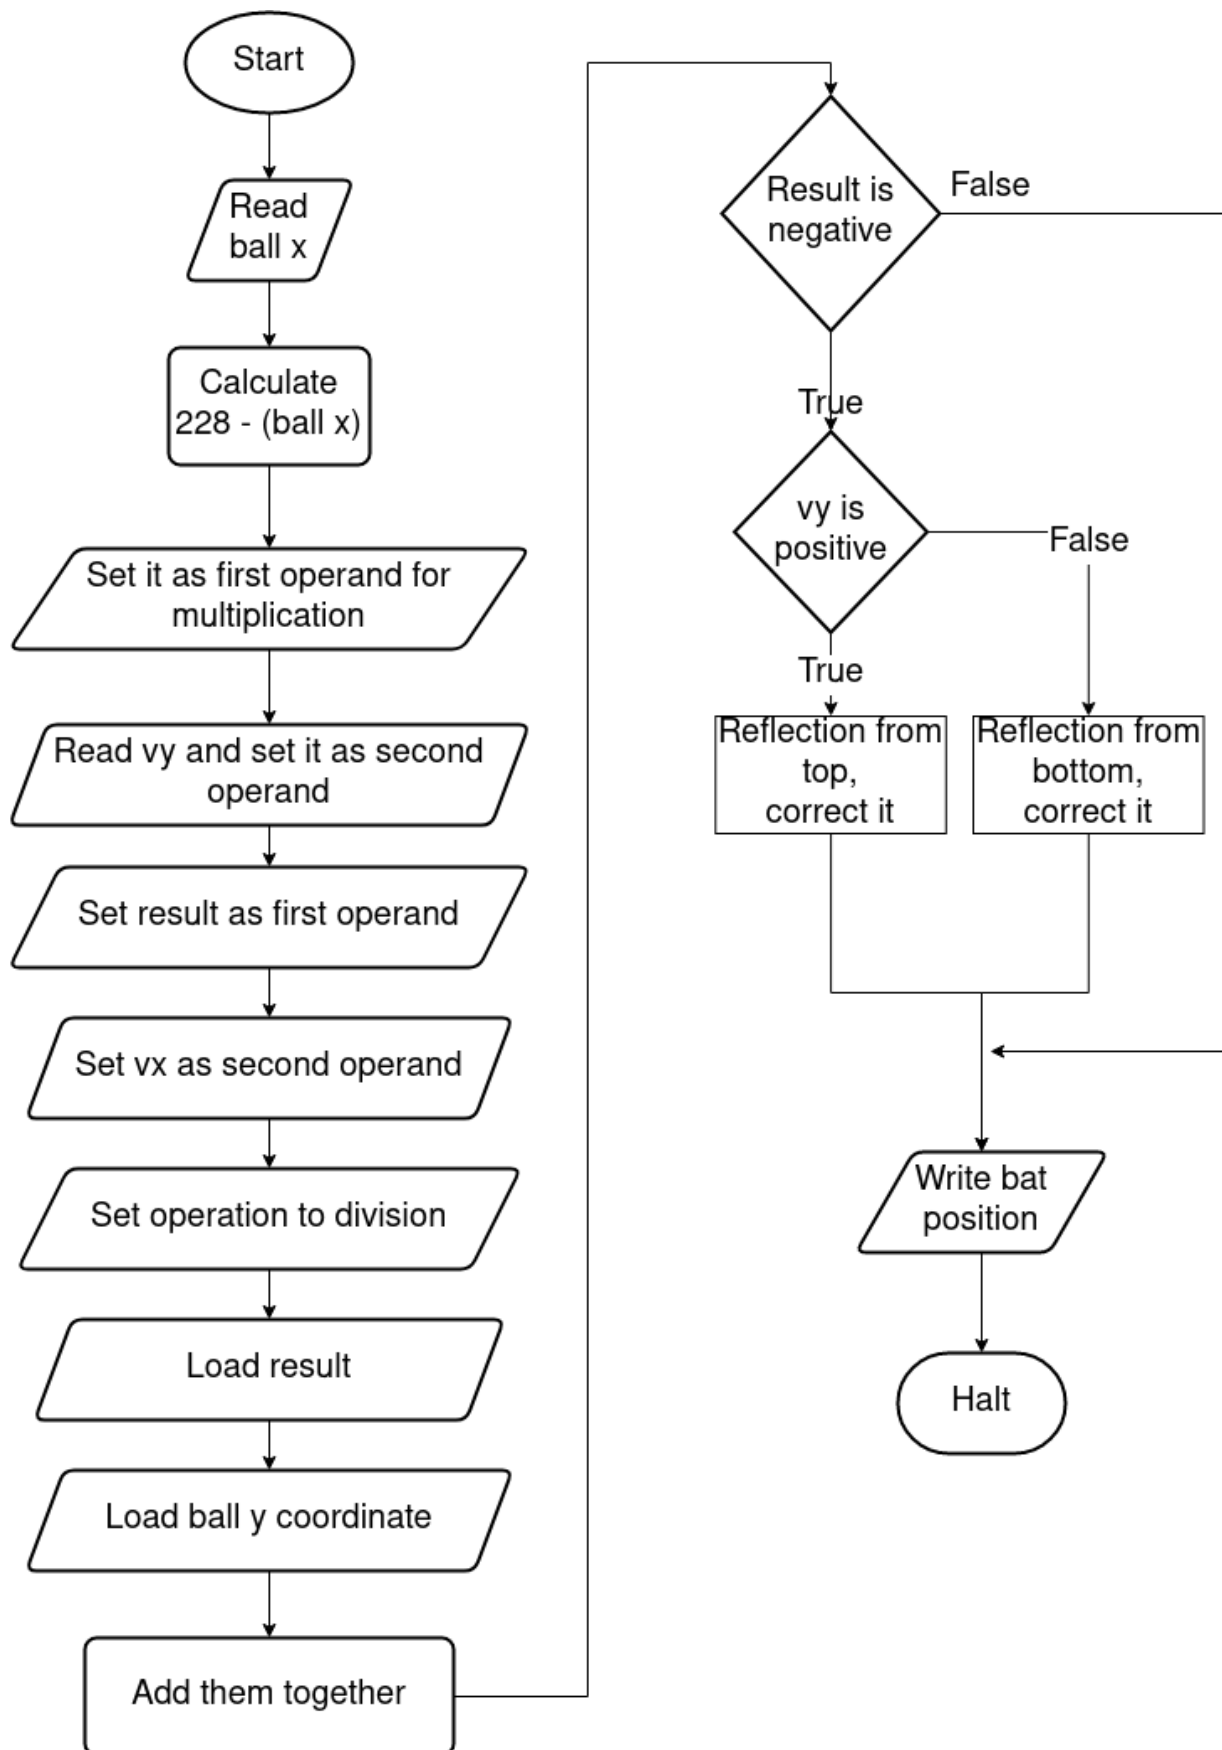 Start
Read
ball x
Calculate
228 - (ball x)
Set it as first operand for
multiplication
Read vy and set it as second
operand
Set result as first operand
Set vx as second operand
Set operation to division
Load result
Load ball y coordinate
Add them together
Result is
negative
False
True
vy is
positive
False
True
Reflection from
top,
correct it
Reflection from
bottom,
correct it
Write bat
position
Halt